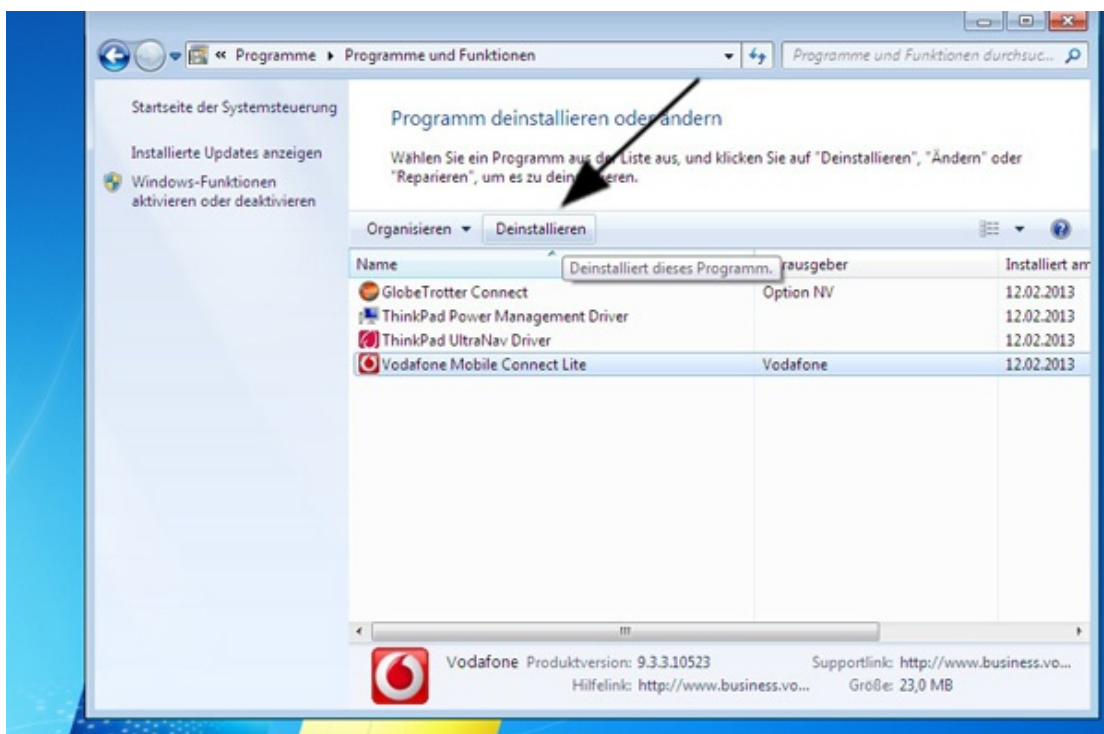 « Programme ▸ Programme und Funktionen
Programme und Funktionen durchsuc...
Startseite der Systemsteuerung
Installierte Updates anzeigen
Windows-Funktionen
aktivieren oder deaktivieren
Programm deinstallieren oder ändern
Wählen Sie ein Programm aus der Liste aus, und klicken Sie auf "Deinstallieren", "Ändern" oder
"Reparieren", um es zu deinstallieren.
Organisieren Deinstallieren
Name rausgeber Installiert am
Deinstalliert dieses Programm.
GlobeTrotter Connect Option NV 12.02.2013
ThinkPad Power Management Driver 12.02.2013
ThinkPad UltraNav Driver 12.02.2013
Vodafone Mobile Connect Lite Vodafone 12.02.2013
Vodafone Produktversion: 9.3.3.10523 Supportlink: http://www.business.vo...
Hilfelink: http://www.business.vo... Größe: 23,0 MB